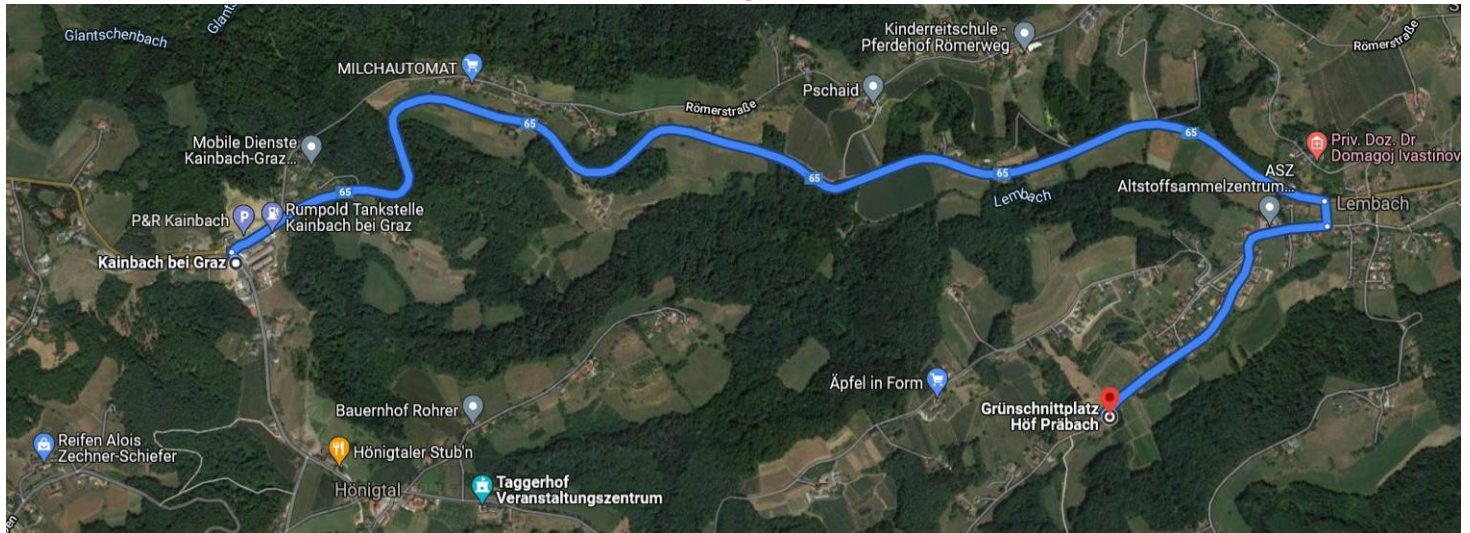 Glantschenbach
Glants
Kinderreitschule -
Pferdehof Römerweg
Römerstraße
MILCHAUTOMAT
Pschaid
Römerstraße
65
65
Mobile Dienste
Kainbach-Graz...
Priv. Doz. Dr
Domagoj Ivastinov
ASZ
Altstoffsammelzentrum...
65
65
65
Lembach
Lembach
P&R Kainbach
P
Rumpold Tankstelle
Kainbach bei Graz
Kainbach bei Graz
Äpfel in Form
Grünschnittplatz
Höf Präbach
Bauernhof Rohrer
Reifen Alois
Zechner-Schiefer
Hönigtaler Stub'n
Hönigtal
Taggerhof
Veranstaltungszentrum